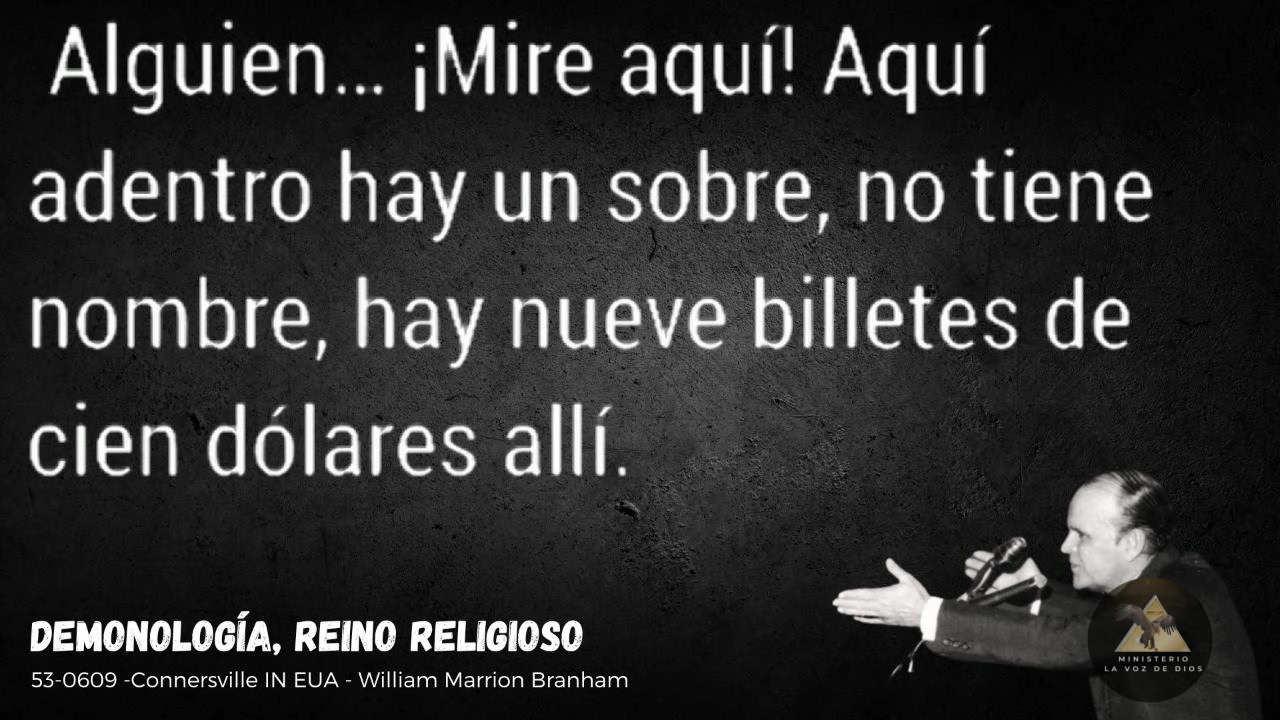 Alguien... ¡Mire aquí! Aquí
adentro hay un sobre, no tiene
nombre, hay nueve billetes de
cien dólares allí.
DEMONOLOGÍA, REINO RELIGIOSO
53-0609 -Connersville IN EUA - William Marrion Branham
MINISTERIO
LA VOZ DE DIOS